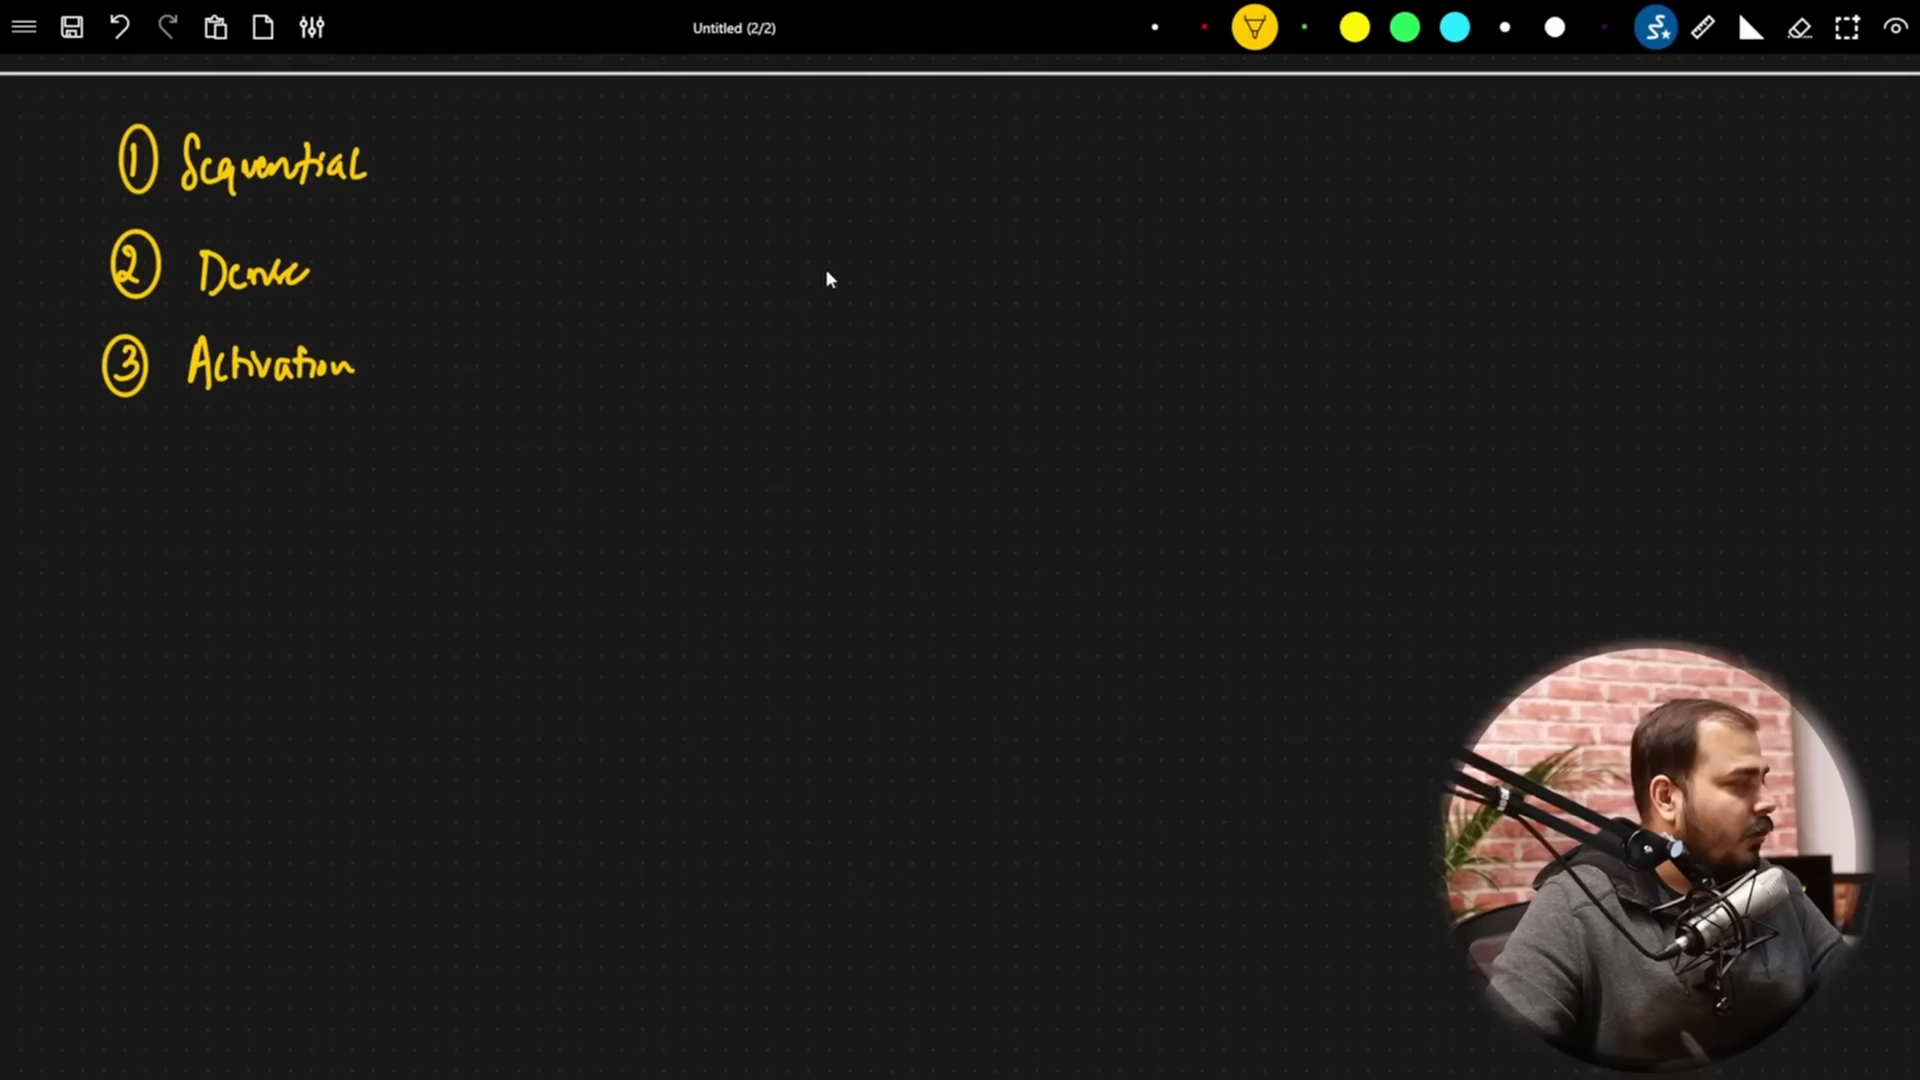 Untitled (2/2)
1 Sequential
2 Dense
3 Activation